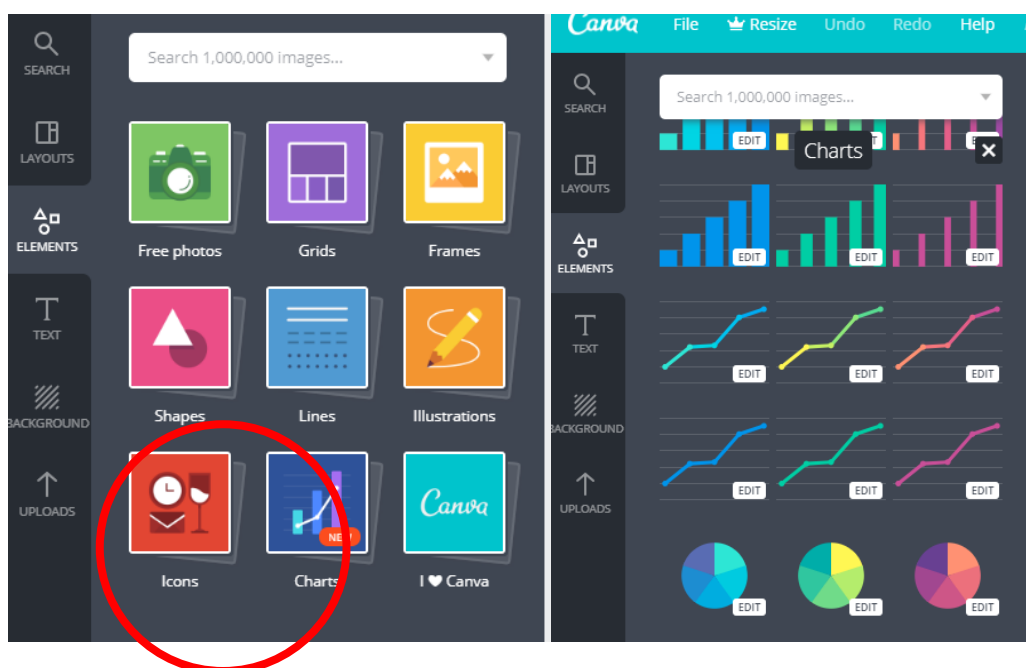 SEARCH
LAYOUTS
ELEMENTS
TEXT
BACKGROUND
UPLOADS
Search 1,000,000 images...
Free photos
Grids
Frames
Shapes
Lines
Illustrations
NEW
Canva
Icons
Charts
I ♥ Canva
Canva File Resize Undo Redo Help
SEARCH
LAYOUTS
ELEMENTS
TEXT
BACKGROUND
UPLOADS
Search 1,000,000 images...
EDIT EDIT
Charts
EDIT EDIT EDIT
EDIT EDIT EDIT
EDIT EDIT EDIT
EDIT EDIT EDIT